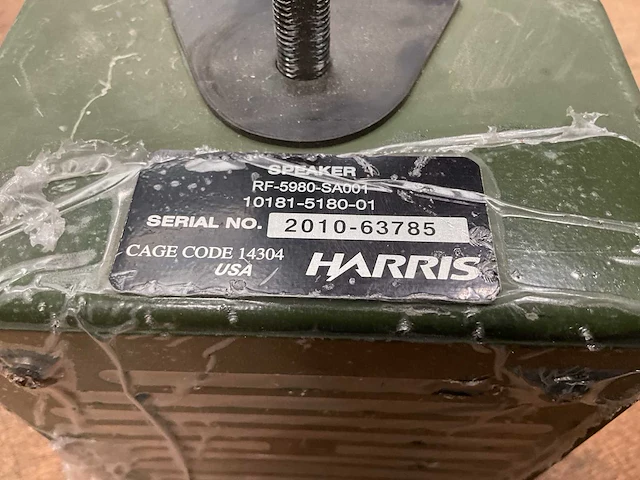 SPEAKER
RF-5980-SA001
10181-5180-01
SERIAL NO. 2010-63785
CAGE CODE 14304
USA
HARRIS